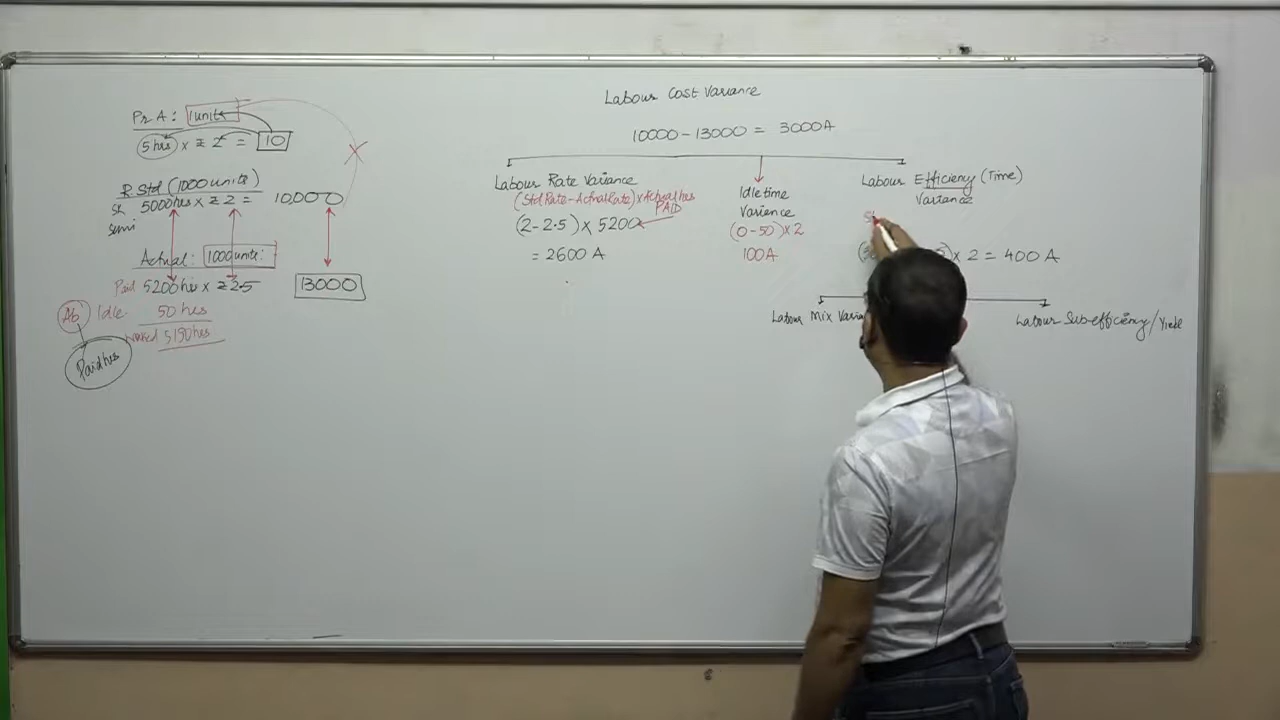 Pr A : 1 unit
5 hrs x ₹ 2 = 10
R Std (1000 units)
SK 5000 hrs x ₹ 2 = 10,000
Semi
Actual : 1000 units :
Paid 5200 hrs x ₹ 2.5 13000
Ab Idle 50 hrs
worked 5150 hrs
Paid hrs
Labour Cost Variance
10000 - 13000 = 3000 A
Labour Rate Variance
(Std Rate - Actual Rate) x Actual hrs
PAID
(2 - 2.5) x 5200
= 2600 A
Idle time
Variance
(0 - 50) x 2
100 A
Labour Efficiency (Time)
Variance
x 2 = 400 A
Labour Mix
Labour Sub-efficiency / Yield